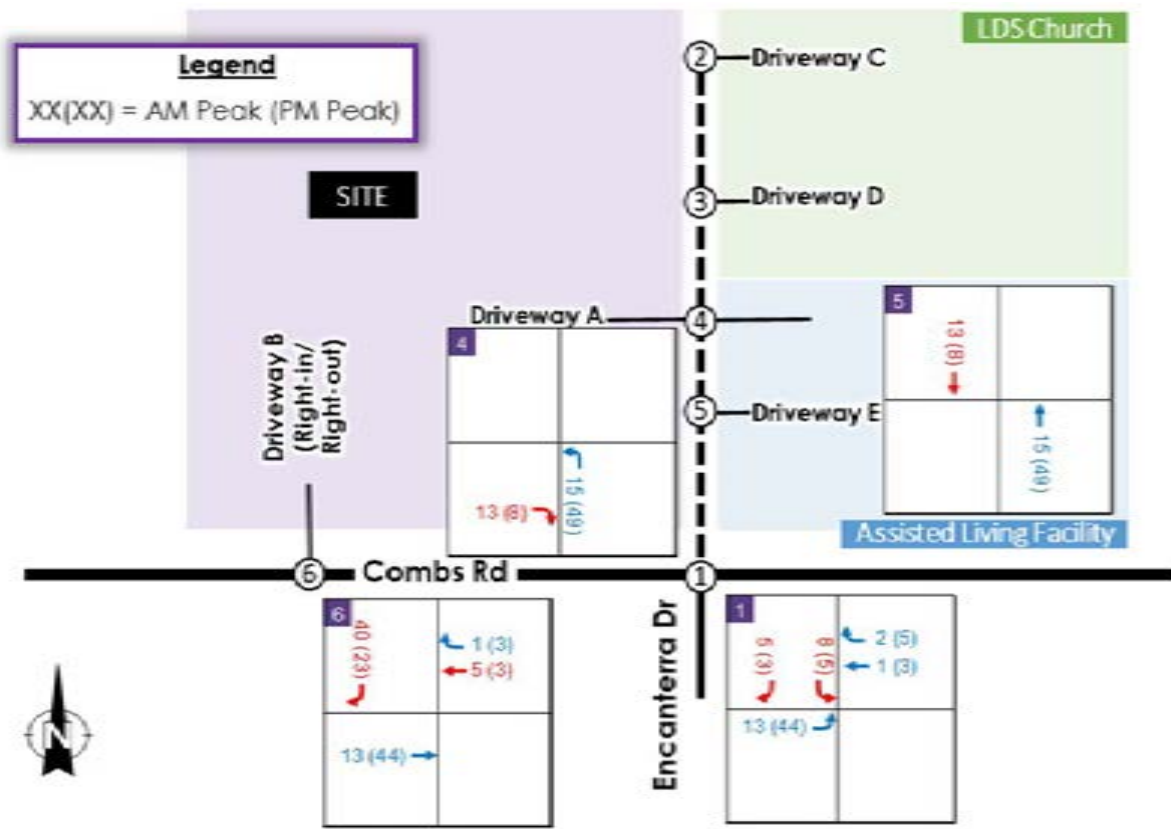 LDS Church
Legend
XX(XX) = AM Peak (PM Peak)
2
Driveway C
SITE
3
Driveway D
Driveway A
4
5
13 (8)
15 (49)
4
13 (8)
15 (49)
Driveway B
(Right-in/
Right-out)
5
Driveway E
Assisted Living Facility
6
Combs Rd
1
6
40 (23)
1 (3)
5 (3)
13 (44)
Encanterra Dr
1
5 (3)
8 (5)
2 (5)
1 (3)
13 (44)
N